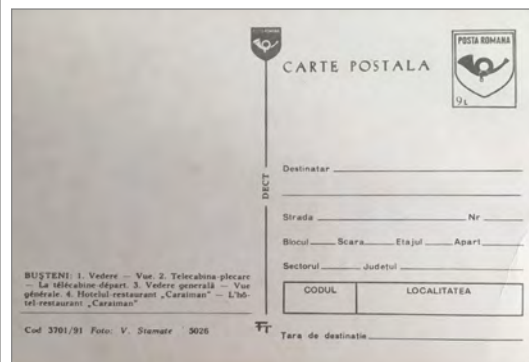 CARTE POSTALA
POSTA ROMANA
9L
DECT
Destinatar
Strada Nr
Blocul Scara Etajul Apart
Sectorul Județul
CODUL LOCALITATEA
Tara de destinatie
BUȘTENI: 1. Vedere — Vue. 2. Telecabina-plecare
— La télécabine-départ. 3. Vedere generală — Vue
générale. 4. Hotelul-restaurant „Caraiman" — L'hô-
tel-restaurant „Caraiman"
Cod 3701/91 Foto: V. Stamate 5026